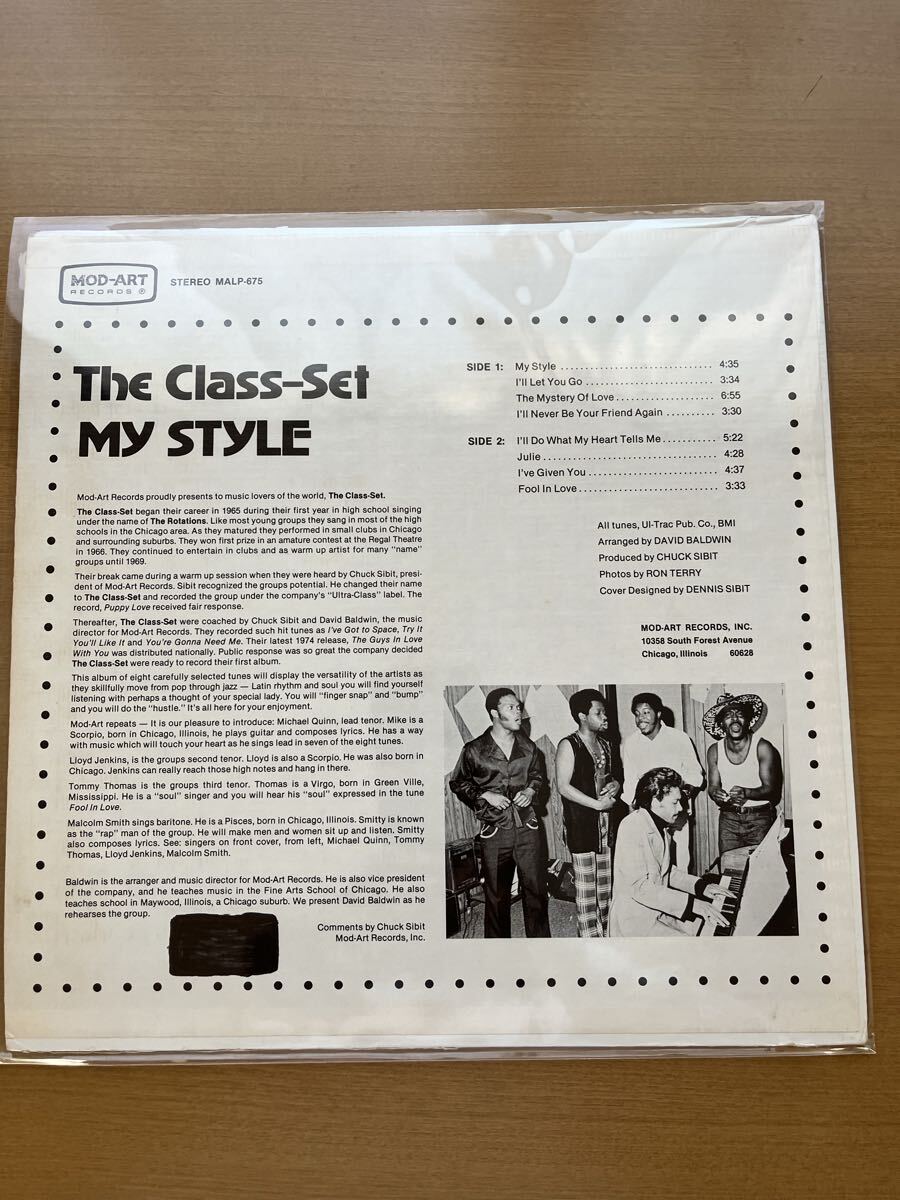 MOD-ART
RECORDS ®
STEREO MALP-675
The Class-Set
MY STYLE
SIDE 1: My Style .............................. 4:35
I'll Let You Go ...................... 3:34
The Mystery Of Love ................... 6:55
I'll Never Be Your Friend Again .......... 3:30
SIDE 2: I'll Do What My Heart Tells Me ........... 5:22
Julie .................................. 4:28
I've Given You ...................... 4:37
Fool In Love ........................... 3:33
All tunes, Ul-Trac Pub. Co., BMI
Arranged by DAVID BALDWIN
Produced by CHUCK SIBIT
Photos by RON TERRY
Cover Designed by DENNIS SIBIT
MOD-ART RECORDS, INC.
10358 South Forest Avenue
Chicago, Illinois 60628
Mod-Art Records proudly presents to music lovers of the world, The Class-Set.
The Class-Set began their career in 1965 during their first year in high school singing
under the name of The Rotations. Like most young groups they sang in most of the high
schools in the Chicago area. As they matured they performed in small clubs in Chicago
and surrounding suburbs. They won first prize in an amature contest at the Regal Theatre
in 1966. They continued to entertain in clubs and as warm up artist for many "name"
groups until 1969.
Their break came during a warm up session when they were heard by Chuck Sibit, presi-
dent of Mod-Art Records. Sibit recognized the groups potential. He changed their name
to The Class-Set and recorded the group under the company's "Ultra-Class" label. The
record, Puppy Love received fair response.
Thereafter, The Class-Set were coached by Chuck Sibit and David Baldwin, the music
director for Mod-Art Records. They recorded such hit tunes as I've Got to Space, Try It
You'll Like It and You're Gonna Need Me. Their latest 1974 release, The Guys In Love
With You was distributed nationally. Public response was so great the company decided
The Class-Set were ready to record their first album.
This album of eight carefully selected tunes will display the versatility of the artists as
they skillfully move from pop through jazz — Latin rhythm and soul you will find yourself
listening with perhaps a thought of your special lady. You will "finger snap" and "bump"
and you will do the "hustle." It's all here for your enjoyment.
Mod-Art repeats — It is our pleasure to introduce: Michael Quinn, lead tenor. Mike is a
Scorpio, born in Chicago, Illinois, he plays guitar and composes lyrics. He has a way
with music which will touch your heart as he sings lead in seven of the eight tunes.
Lloyd Jenkins, is the groups second tenor. Lloyd is also a Scorpio. He was also born in
Chicago. Jenkins can really reach those high notes and hang in there.
Tommy Thomas is the groups third tenor. Thomas is a Virgo, born in Green Ville,
Mississippi. He is a "soul" singer and you will hear his "soul" expressed in the tune
Fool In Love.
Malcolm Smith sings baritone. He is a Pisces, born in Chicago, Illinois. Smitty is known
as the "rap" man of the group. He will make men and women sit up and listen. Smitty
also composes lyrics. See: singers on front cover, from left, Michael Quinn, Tommy
Thomas, Lloyd Jenkins, Malcolm Smith.
Baldwin is the arranger and music director for Mod-Art Records. He is also vice president
of the company, and he teaches music in the Fine Arts School of Chicago. He also
teaches school in Maywood, Illinois, a Chicago suburb. We present David Baldwin as he
rehearses the group.
Comments by Chuck Sibit
Mod-Art Records, Inc.